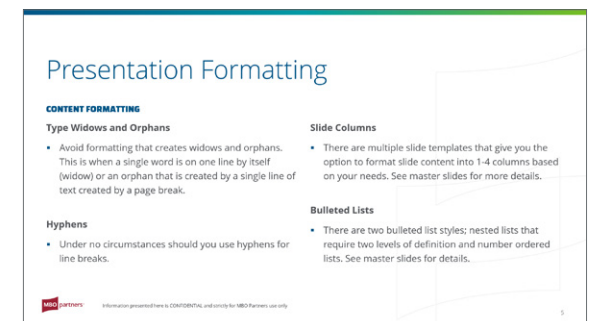 Presentation Formatting
CONTENT FORMATTING
Type Widows and Orphans
▪ Avoid formatting that creates widows and orphans.
This is when a single word is on one line by itself
(widow) or an orphan that is created by a single line of
text created by a page break.
Hyphens
▪ Under no circumstances should you use hyphens for
line breaks.
Slide Columns
▪ There are multiple slide templates that give you the
option to format slide content into 1-4 columns based
on your needs. See master slides for more details.
Bulleted Lists
▪ There are two bulleted list styles; nested lists that
require two levels of definition and number ordered
lists. See master slides for details.
MBO partners
Information presented here is CONFIDENTIAL and strictly for MBO Partners use only.
5